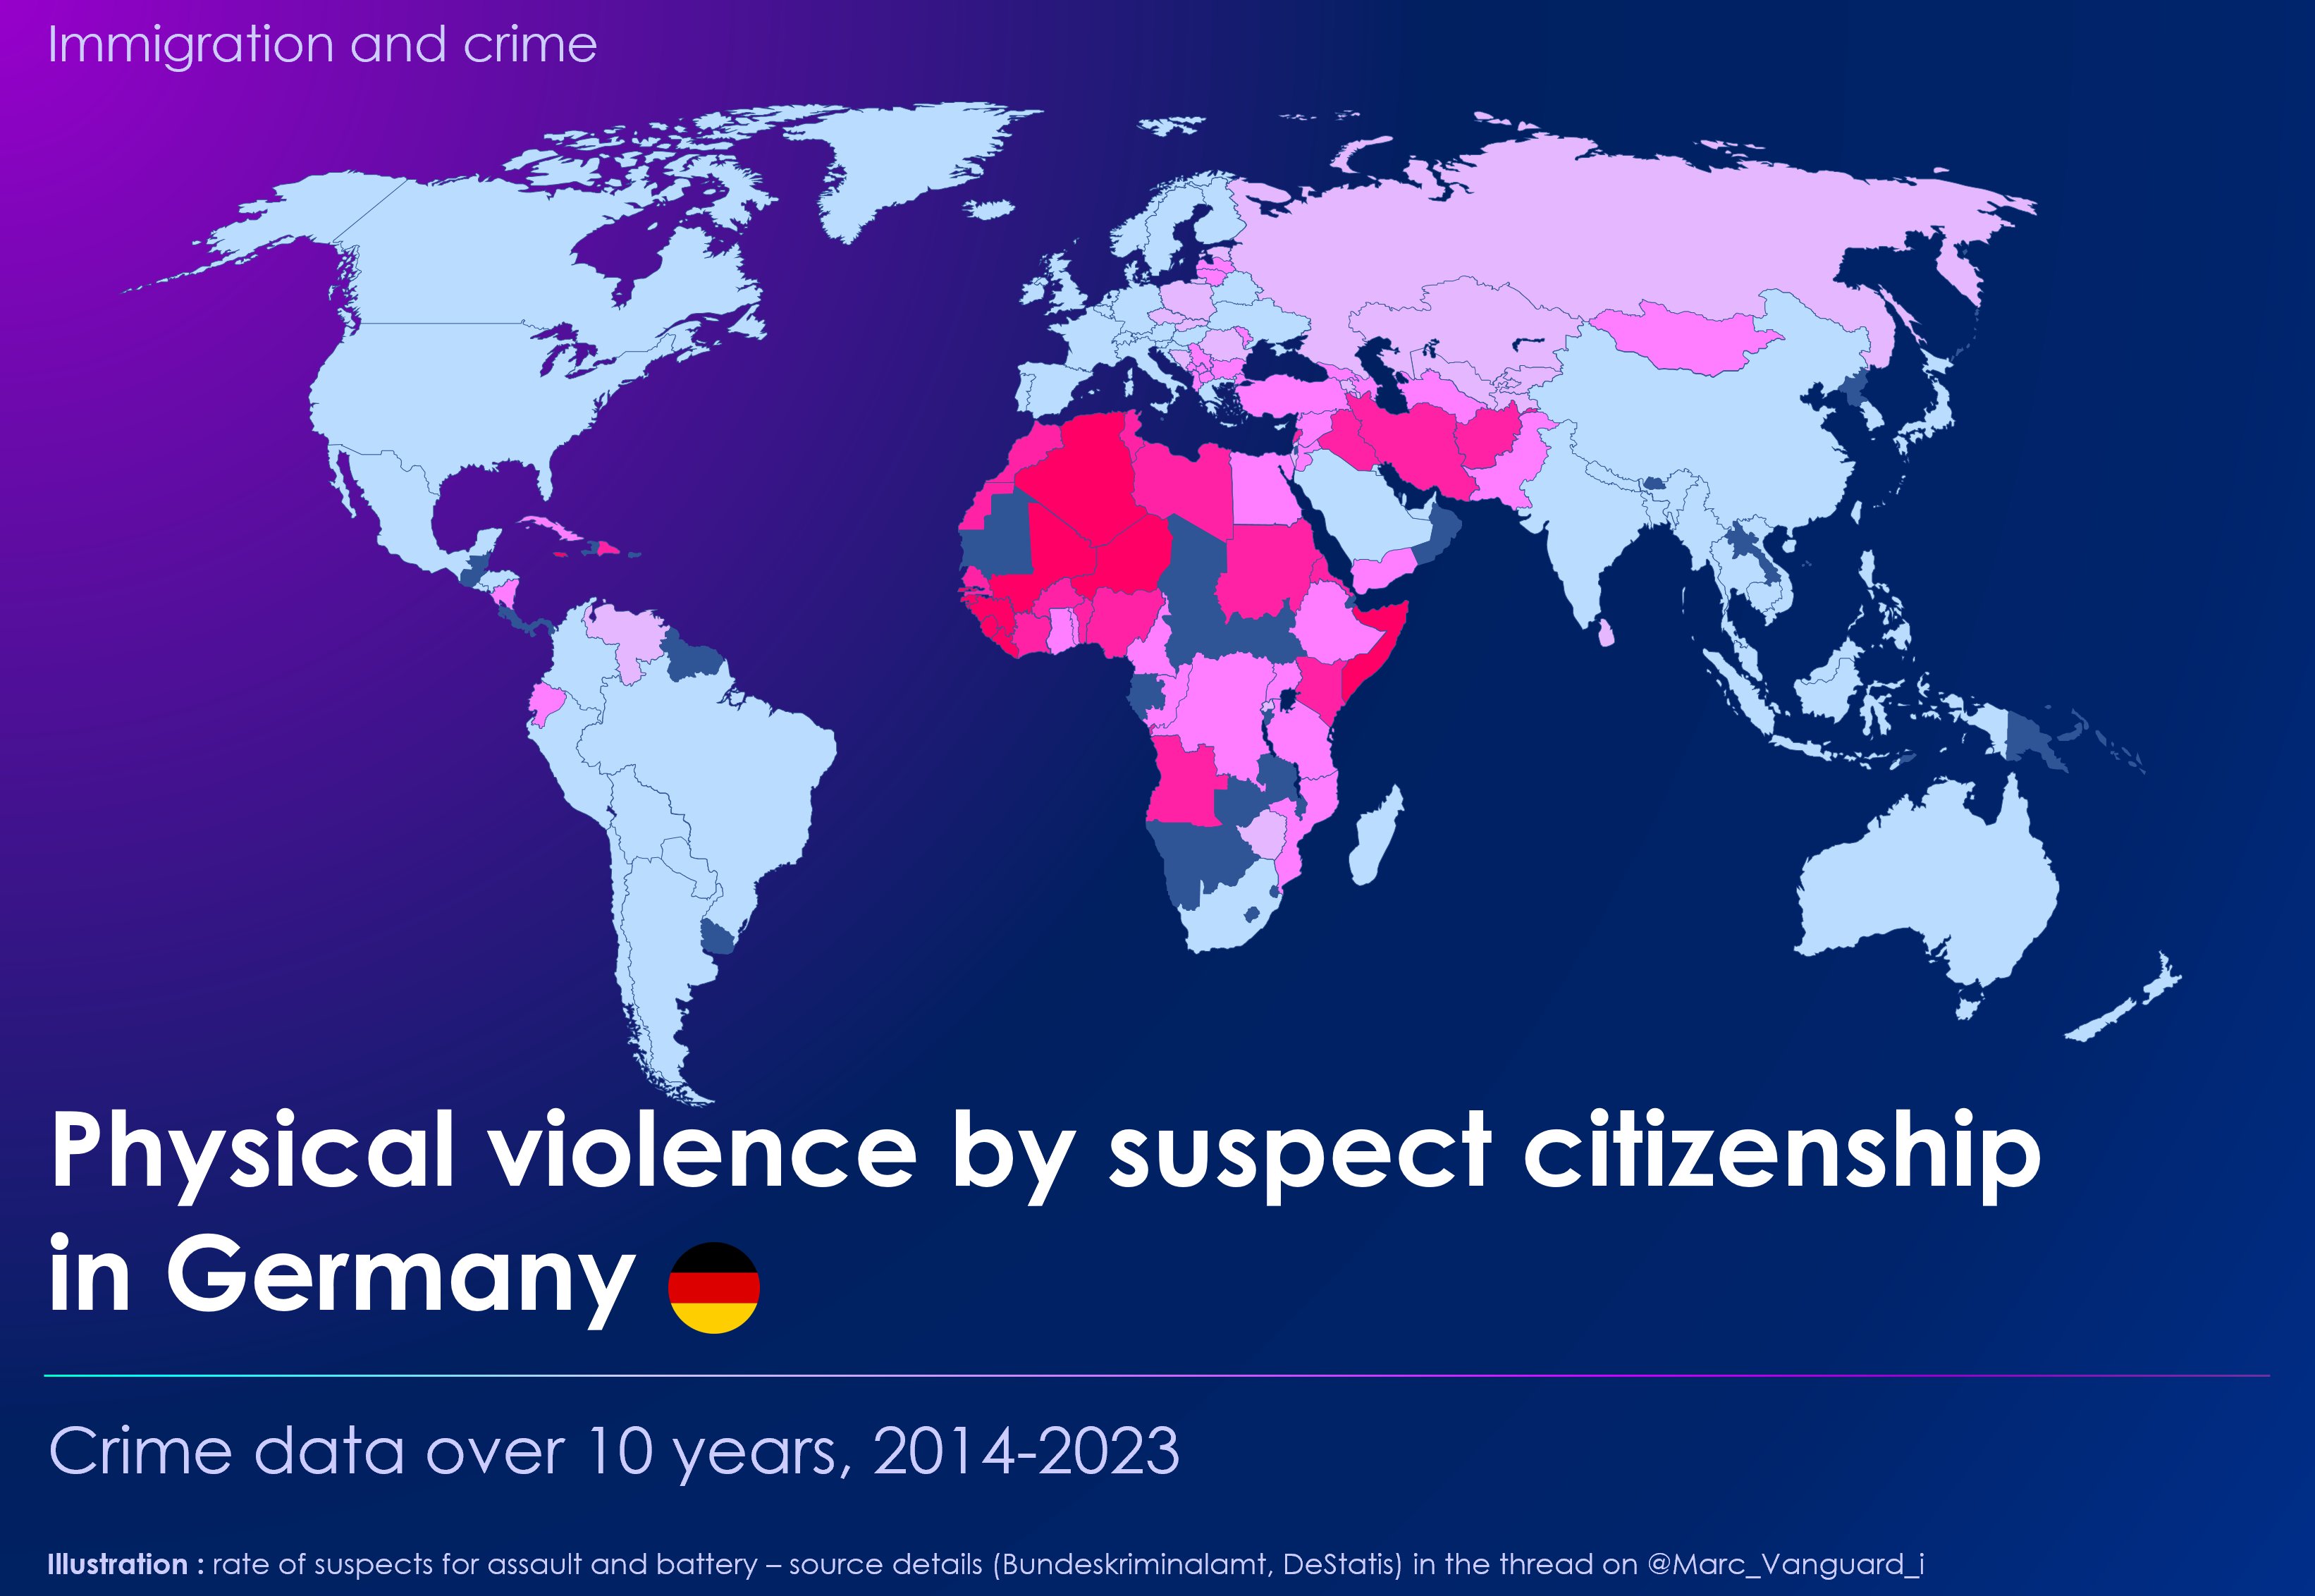 Immigration and crime
Physical violence by suspect citizenship
in Germany
Crime data over 10 years, 2014-2023
Illustration : rate of suspects for assault and battery – source details (Bundeskriminalamt, DeStatis) in the thread on @Marc_Vanguard_i